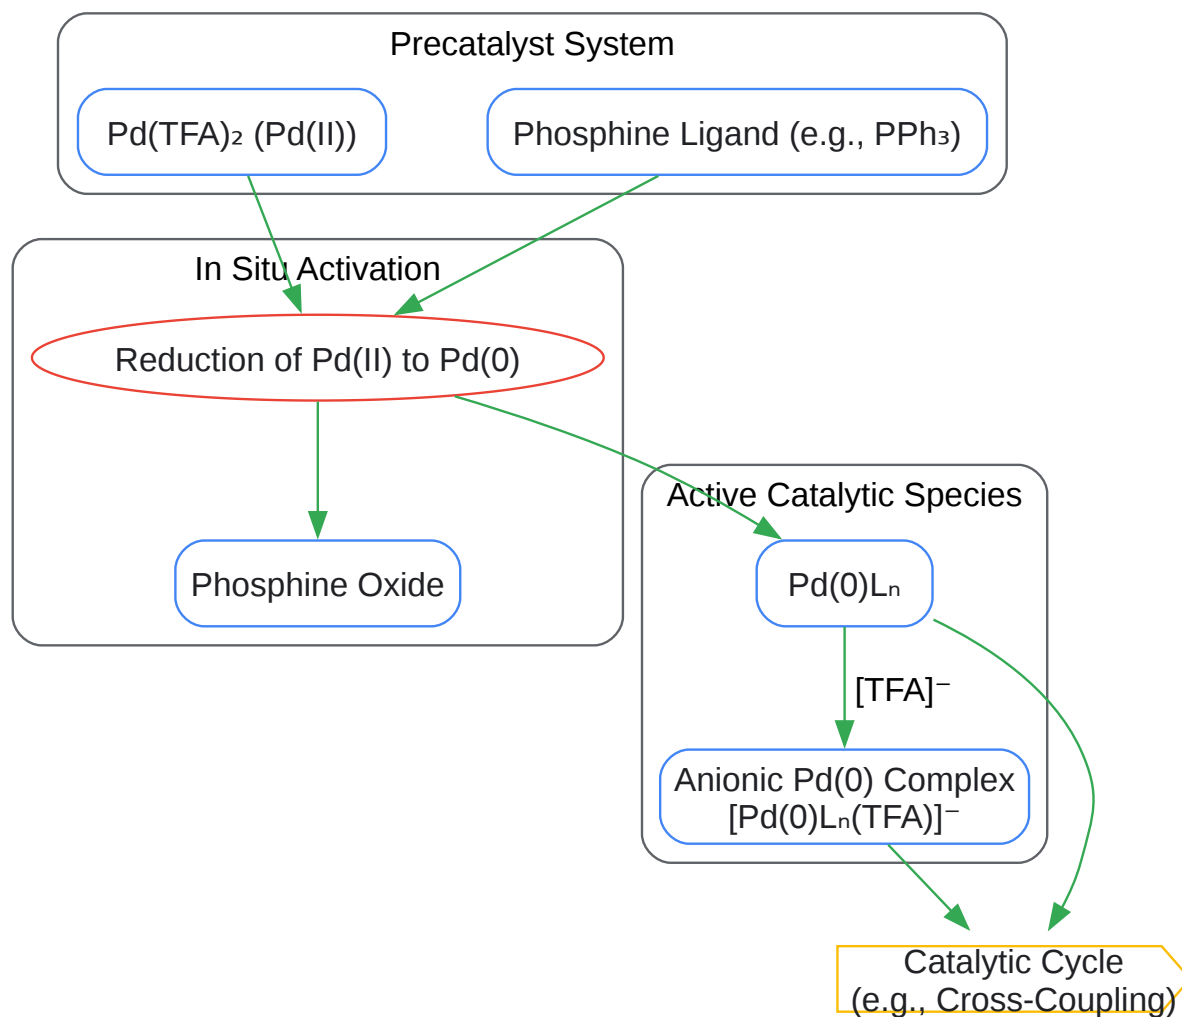 Precatalyst System
Pd(TFA)₂ (Pd(II))
Phosphine Ligand (e.g., PPh₃)
In Situ Activation
Reduction of Pd(II) to Pd(0)
Active Catalytic Species
Phosphine Oxide
Pd(0)Lₙ
[TFA]⁻
Anionic Pd(0) Complex
[Pd(0)Lₙ(TFA)]⁻
Catalytic Cycle
(e.g., Cross-Coupling)